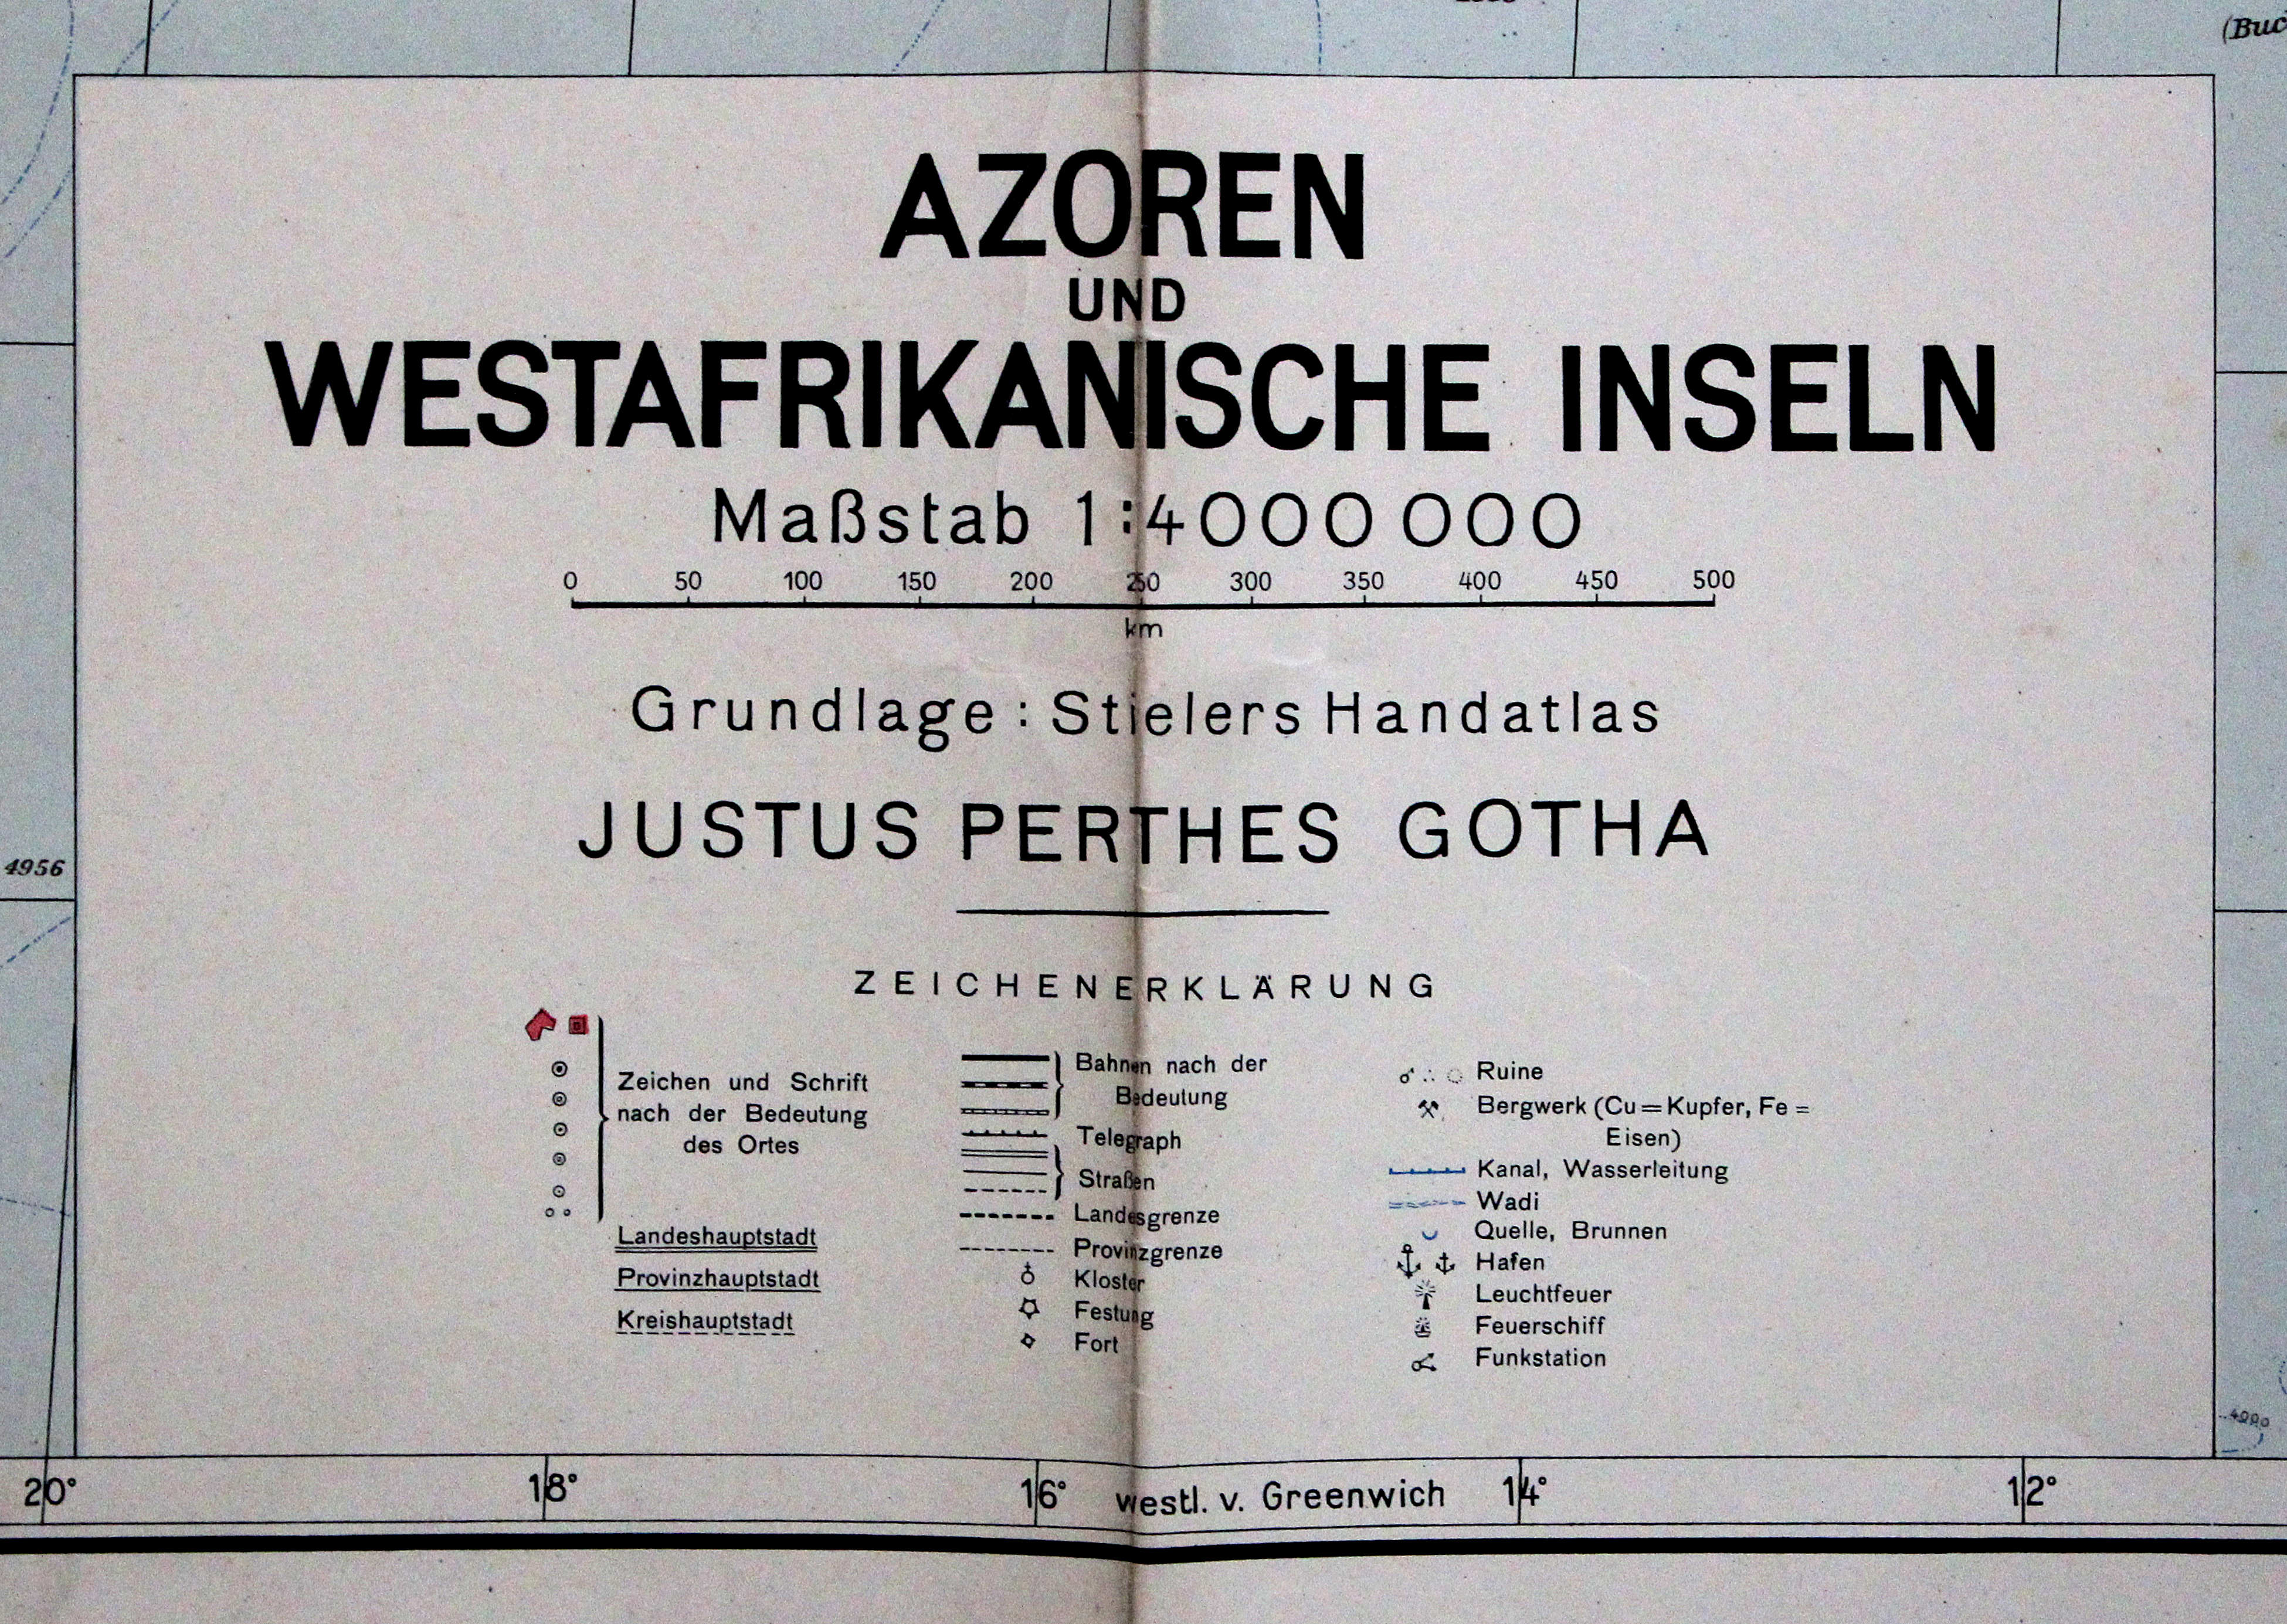 (Buc
AZOREN
UND
WESTAFRIKANISCHE INSELN
Maßstab 1:4000 000
0 50 100 150 200 250 300 350 400 450 500
km
Grundlage: Stielers Handatlas
JUSTUS PERTHES GOTHA
4956
ZEICHENERKLÄRUNG
Zeichen und Schrift
nach der Bedeutung
des Ortes
Landeshauptstadt
Provinzhauptstadt
Kreishauptstadt
Bahnen nach der
Bedeutung
Telegraph
Straßen
Landesgrenze
Provinzgrenze
Kloster
Festung
Fort
Ruine
Bergwerk (Cu = Kupfer, Fe =
Eisen)
Kanal, Wasserleitung
Wadi
Quelle, Brunnen
Hafen
Leuchtfeuer
Feuerschiff
Funkstation
20° 18° 16° westl. v. Greenwich 14° 12°